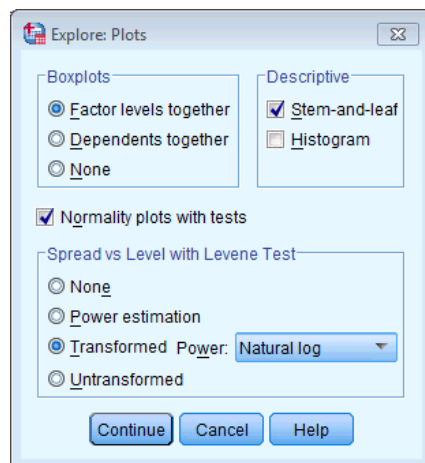 Explore: Plots
Boxplots
Factor levels together
Dependents together
None
Descriptive
Stem-and-leaf
Histogram
Normality plots with tests
Spread vs Level with Levene Test
None
Power estimation
Transformed Power: Natural log
Untransformed
Continue Cancel Help